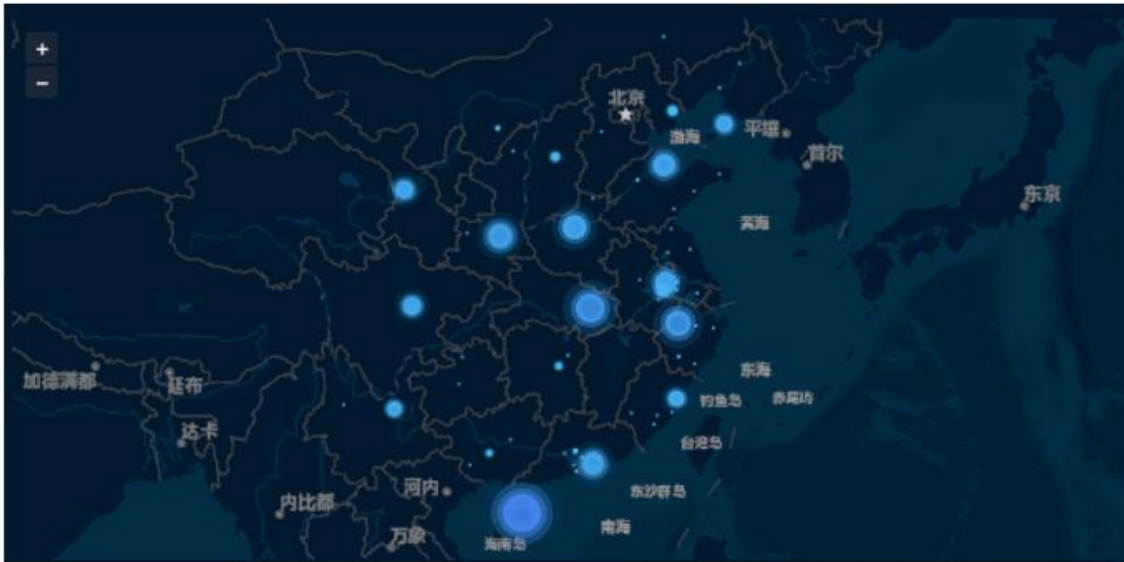 +
−
北京
渤海
平壤
首尔
东京
黄海
加德满都
廷布
东海
钓鱼岛
赤尾屿
达卡
台湾岛
河内
东沙群岛
内比都
南海
万象
海南岛